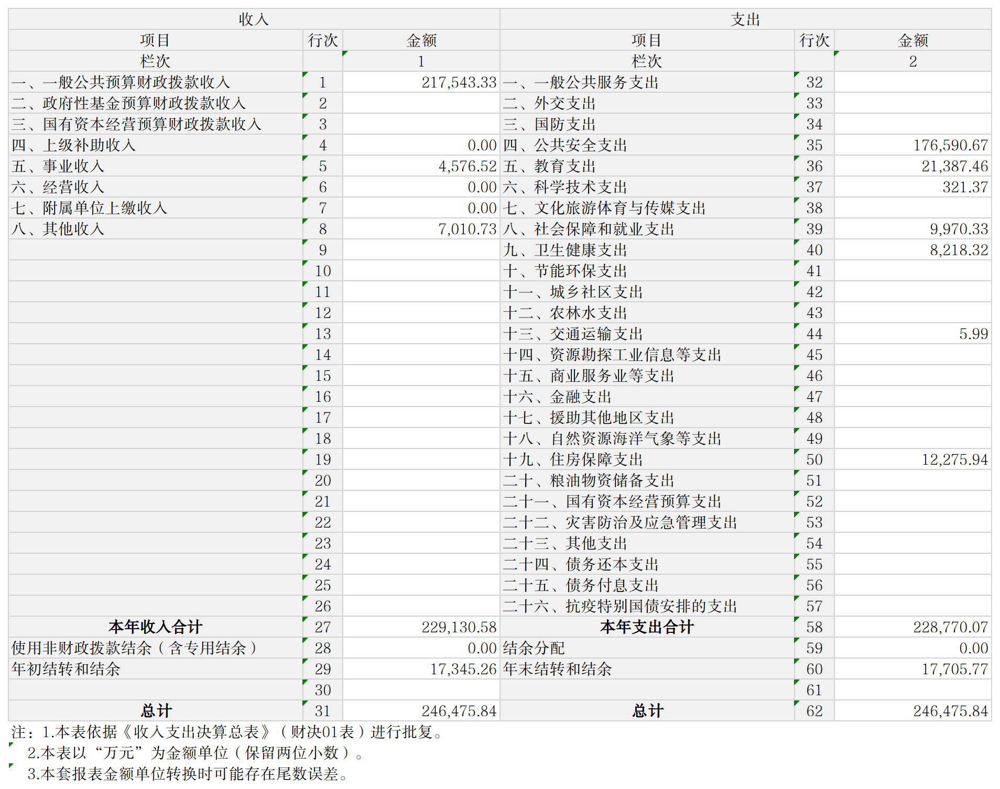 收入 支出
项目 行次 金额 项目 行次 金额
栏次 1 栏次 2
一、一般公共预算财政拨款收入 1 217,543.33 一、一般公共服务支出 32
二、政府性基金预算财政拨款收入 2 二、外交支出 33
三、国有资本经营预算财政拨款收入 3 三、国防支出 34
四、上级补助收入 4 0.00 四、公共安全支出 35 176,590.67
五、事业收入 5 4,576.52 五、教育支出 36 21,387.46
六、经营收入 6 0.00 六、科学技术支出 37 321.37
七、附属单位上缴收入 7 0.00 七、文化旅游体育与传媒支出 38
八、其他收入 8 7,010.73 八、社会保障和就业支出 39 9,970.33
9 九、卫生健康支出 40 8,218.32
10 十、节能环保支出 41
11 十一、城乡社区支出 42
12 十二、农林水支出 43
13 十三、交通运输支出 44 5.99
14 十四、资源勘探工业信息等支出 45
15 十五、商业服务业等支出 46
16 十六、金融支出 47
17 十七、援助其他地区支出 48
18 十八、自然资源海洋气象等支出 49
19 十九、住房保障支出 50 12,275.94
20 二十、粮油物资储备支出 51
21 二十一、国有资本经营预算支出 52
22 二十二、灾害防治及应急管理支出 53
23 二十三、其他支出 54
24 二十四、债务还本支出 55
25 二十五、债务付息支出 56
26 二十六、抗疫特别国债安排的支出 57
本年收入合计 27 229,130.58 本年支出合计 58 228,770.07
使用非财政拨款结余（含专用结余） 28 0.00 结余分配 59 0.00
年初结转和结余 29 17,345.26 年末结转和结余 60 17,705.77
30 61
总计 31 246,475.84 总计 62 246,475.84
注：1.本表依据《收入支出决算总表》（财决01表）进行批复。
2.本表以“万元”为金额单位（保留两位小数）。
3.本套报表金额单位转换时可能存在尾数误差。